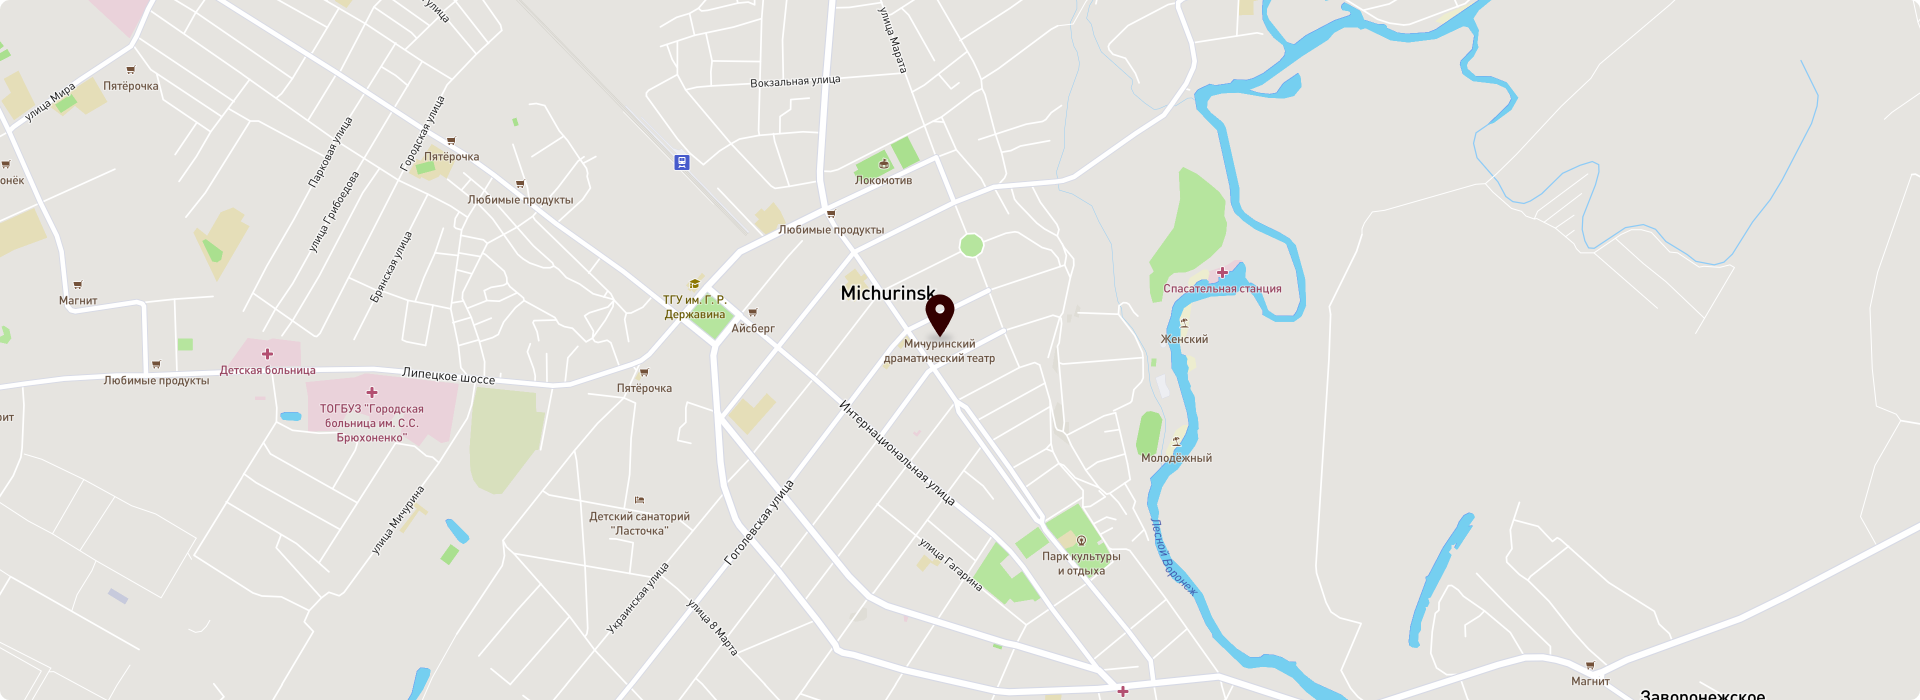 улица
улица Марата
Вокзальная улица
Пятёрочка
улица Мира
Городская улица
Парковая улица
Пятёрочка
онёк
Локомотив
улица Грибоедова
Любимые продукты
Любимые продукты
Брянская улица
Магнит
ТГУ им. Г. Р.
Державина
Michurinsk
Спасательная станция
Айсберг
Женский
Мичуринский
драматический театр
Детская больница
Липецкое шоссе
Любимые продукты
Пятёрочка
ТОГБУЗ "Городская
больница им. С.С.
Брюхоненко"
рит
Интернациональная улица
Молодёжный
улица Мичурина
Гоголевская улица
Детский санаторий
"Ласточка"
Лесной Воронеж
улица Гагарина
Парк культуры
и отдыха
Украинская улица
улица 8 Марта
Магнит
Заворонежское